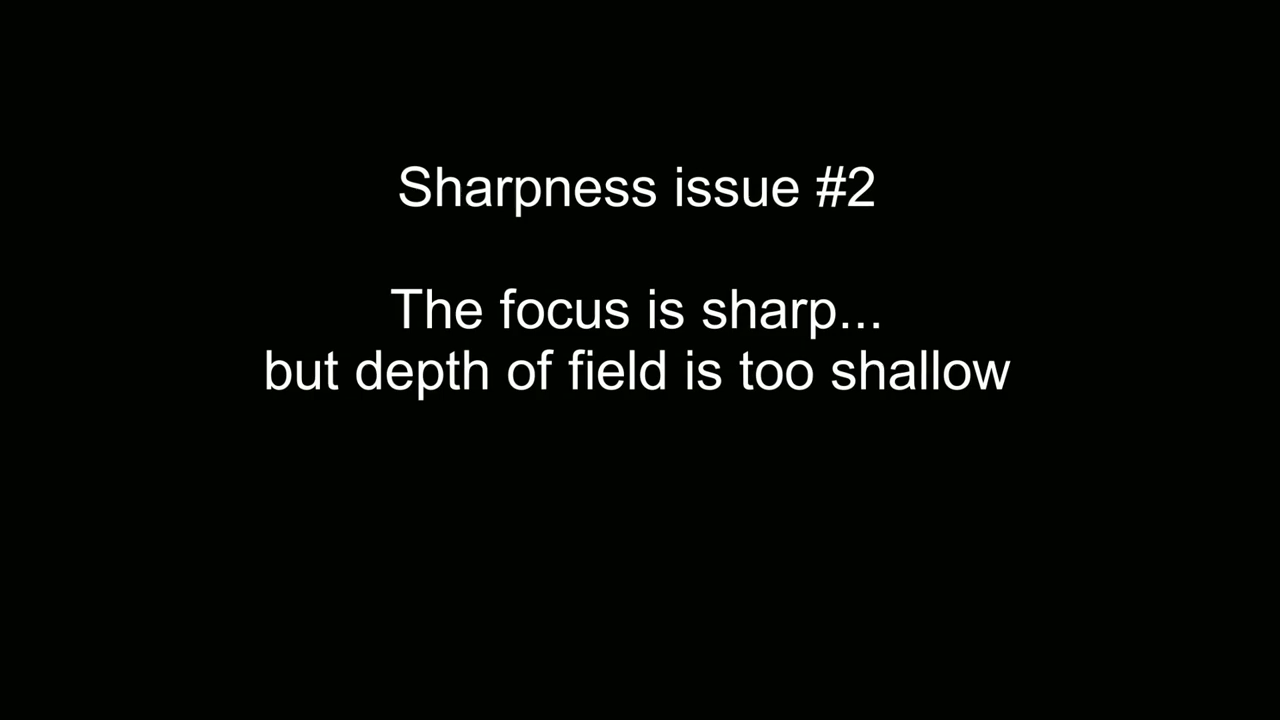 Sharpness issue #2
The focus is sharp...
but depth of field is too shallow